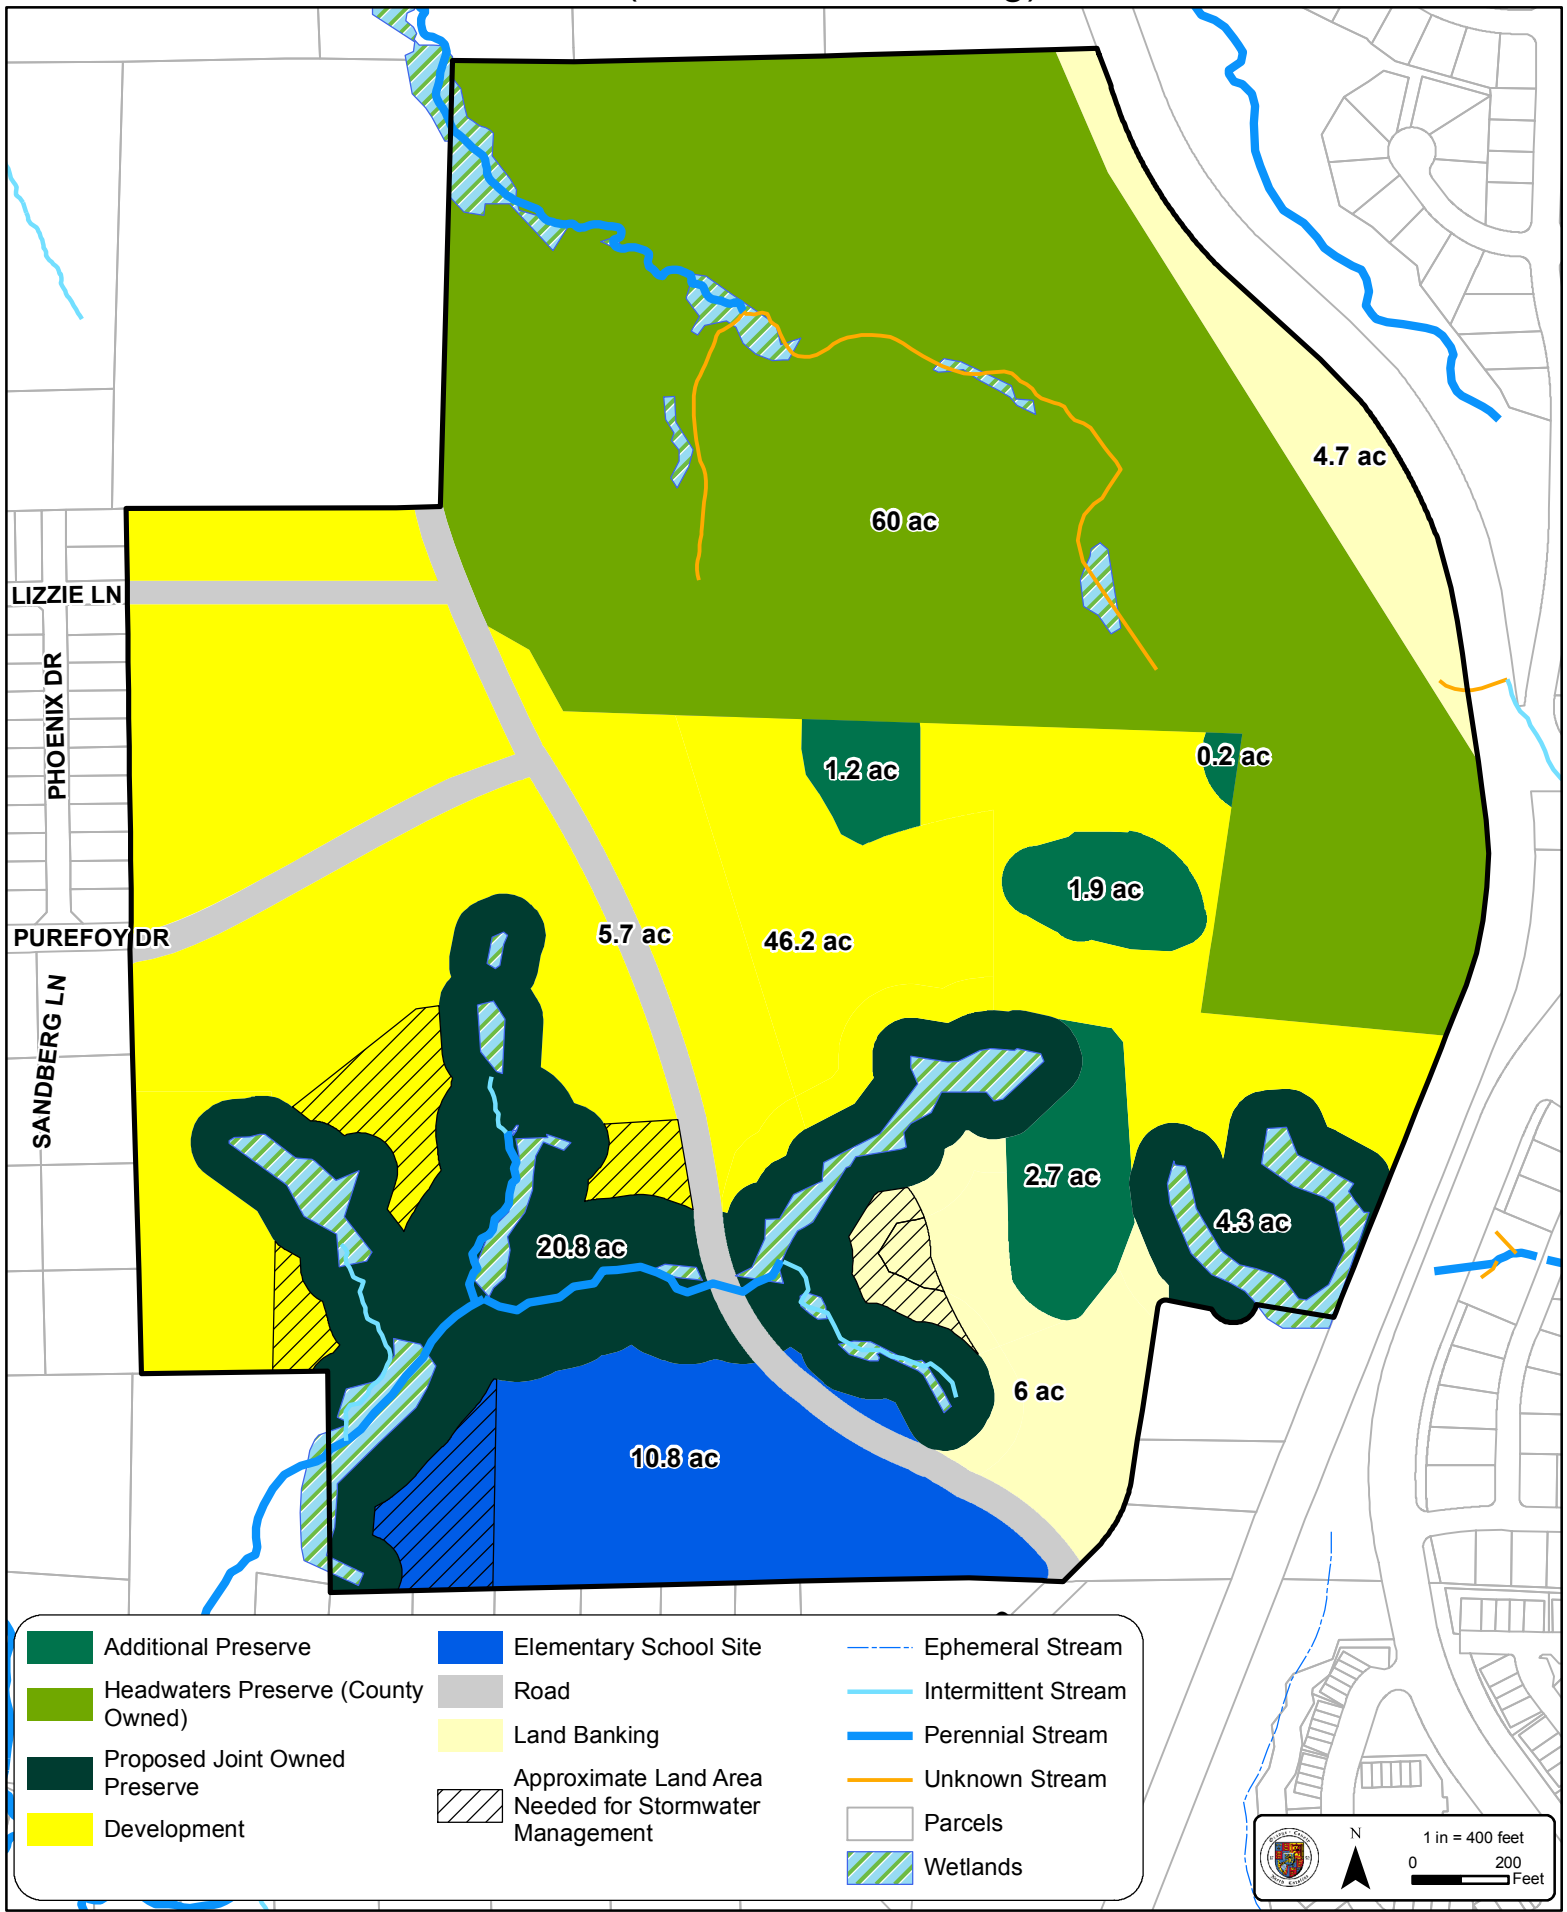 4.7 ac
60 ac
LIZZIE LN
PHOENIX DR
1.2 ac
0.2 ac
1.9 ac
PUREFOY DR
5.7 ac
46.2 ac
SANDBERG LN
2.7 ac
4.3 ac
20.8 ac
6 ac
10.8 ac
Additional Preserve
Headwaters Preserve (County
Owned)
Proposed Joint Owned
Preserve
Development
Elementary School Site
Road
Land Banking
Approximate Land Area
Needed for Stormwater
Management
Ephemeral Stream
Intermittent Stream
Perennial Stream
Unknown Stream
Parcels
Wetlands
N
1 in = 400 feet
0 200
Feet